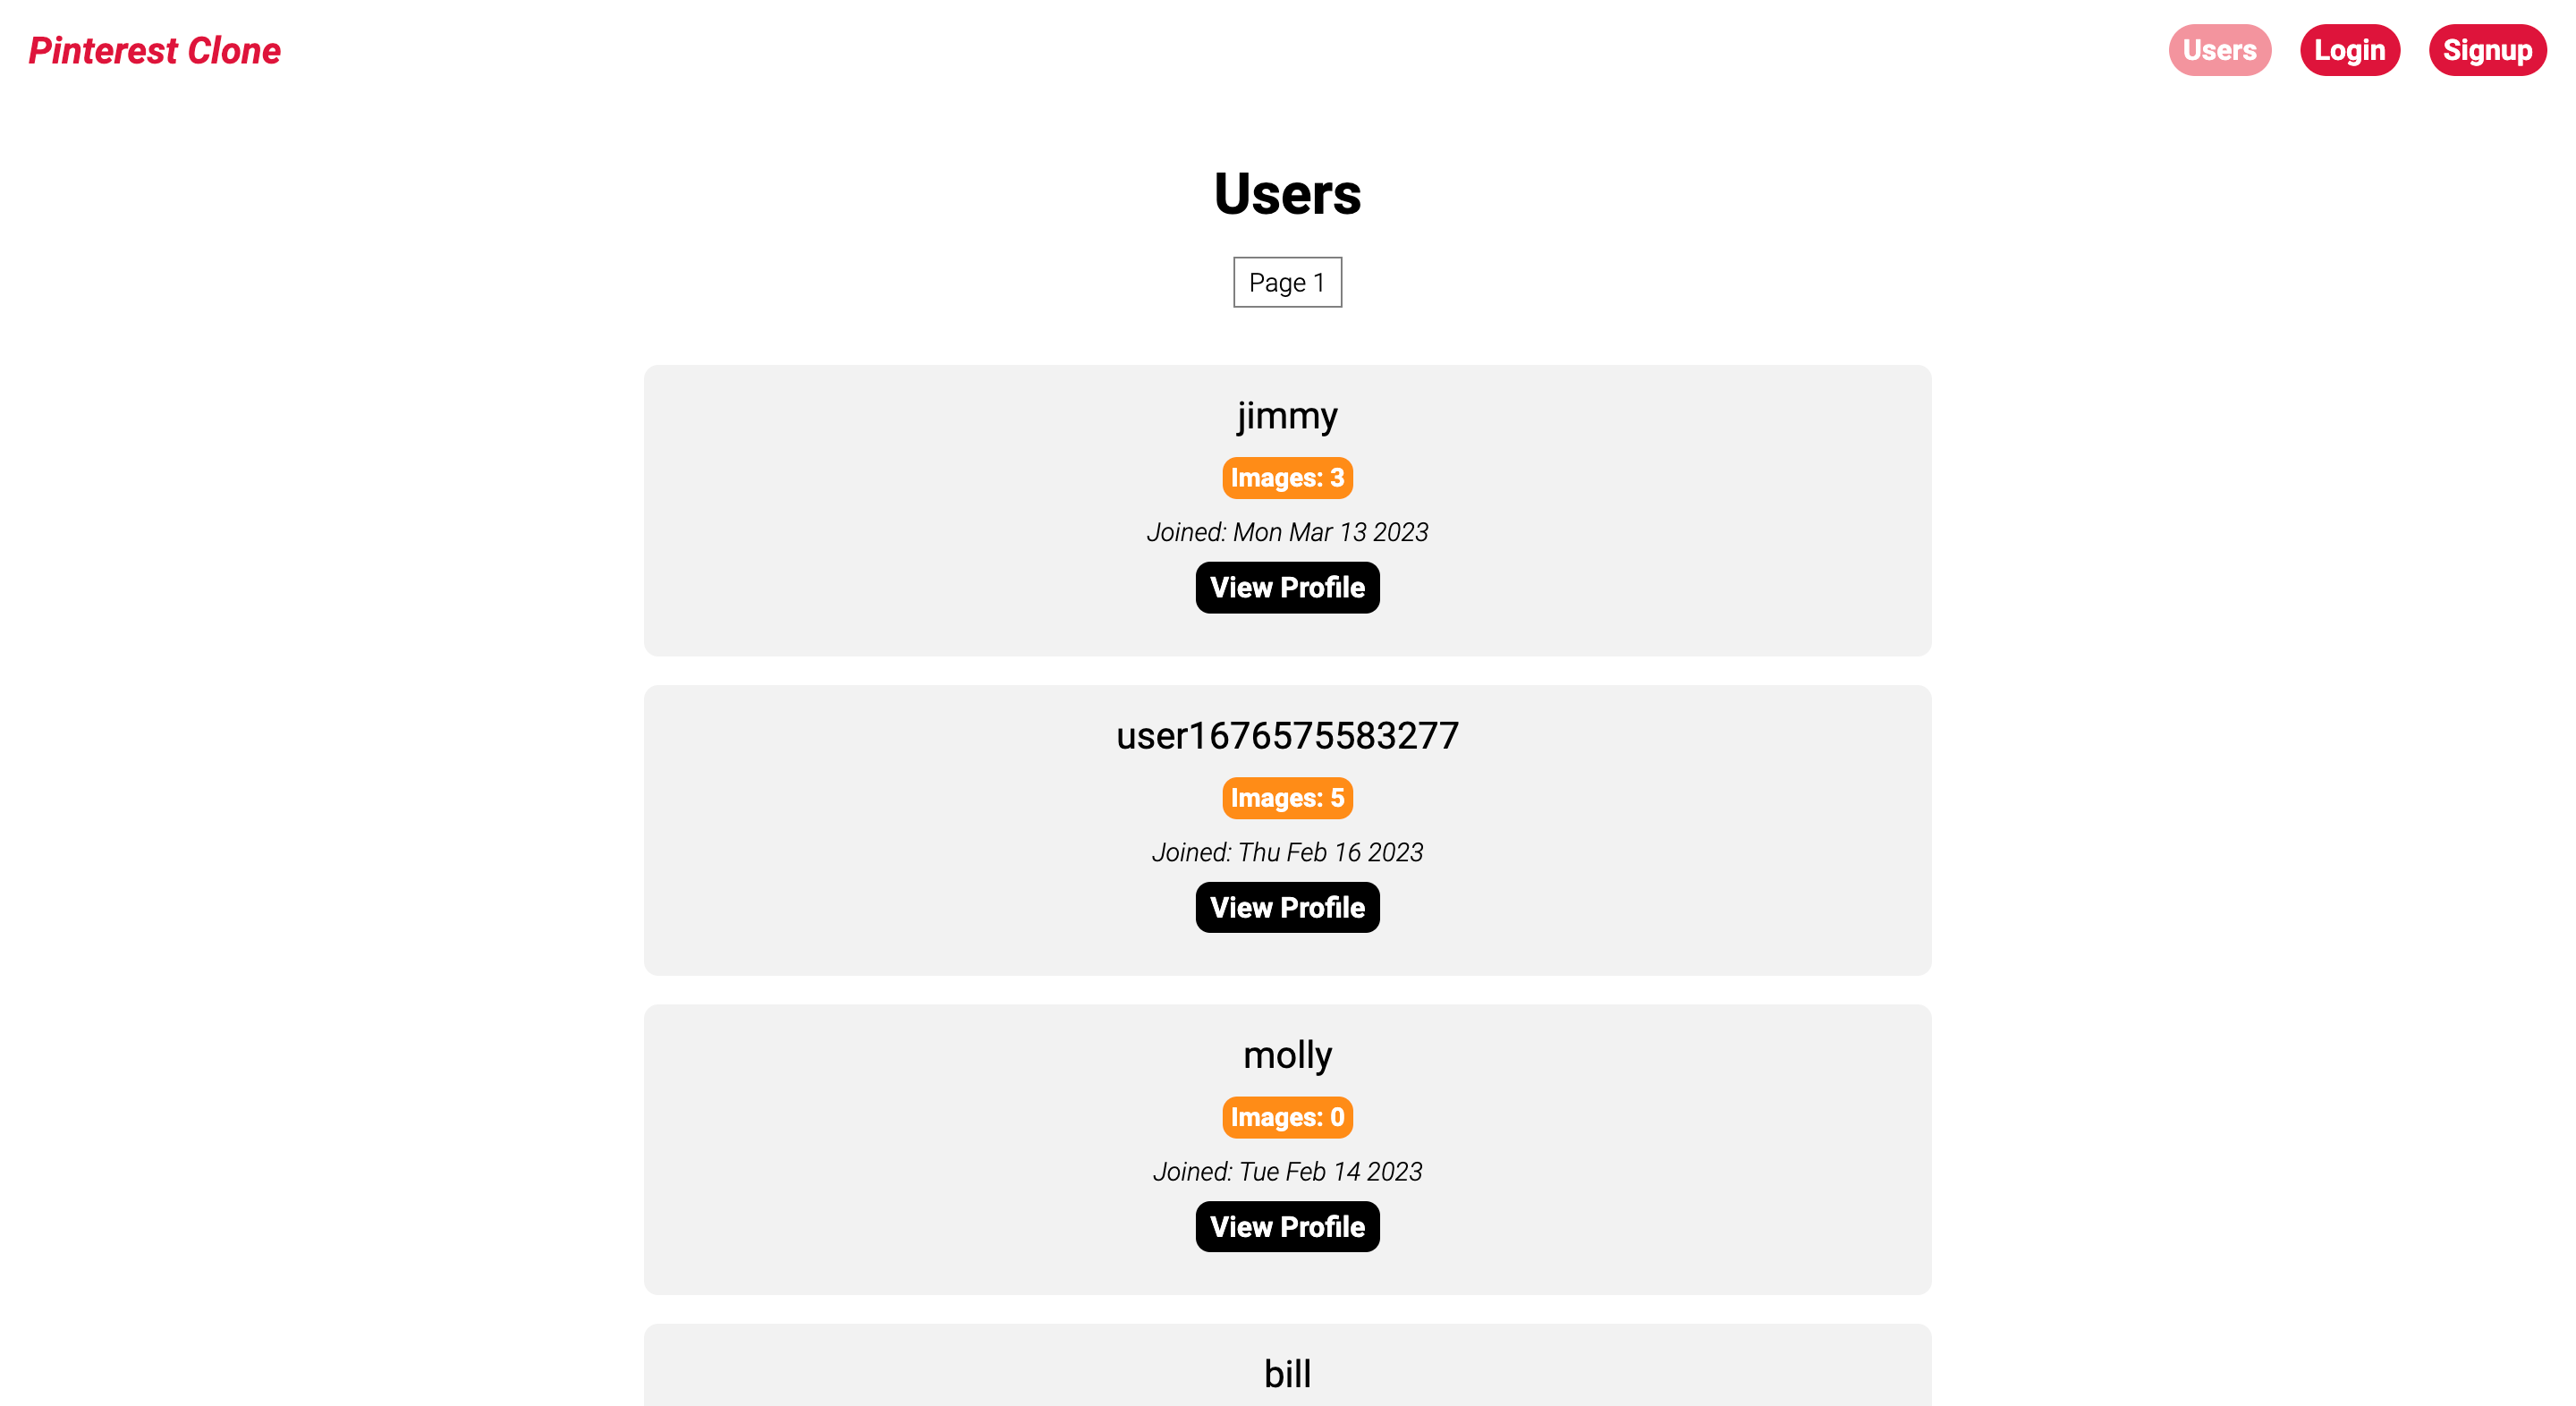 Pinterest Clone
Users Login Signup
Users
Page 1
jimmy
Images: 3
Joined: Mon Mar 13 2023
View Profile
user1676575583277
Images: 5
Joined: Thu Feb 16 2023
View Profile
molly
Images: 0
Joined: Tue Feb 14 2023
View Profile
bill